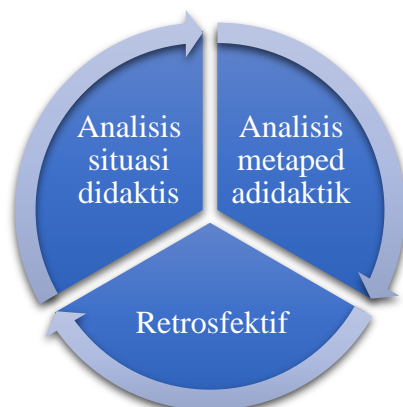 Analisis
situasi
didaktis
Analisis
metaped
adidaktik
Retrosfektif